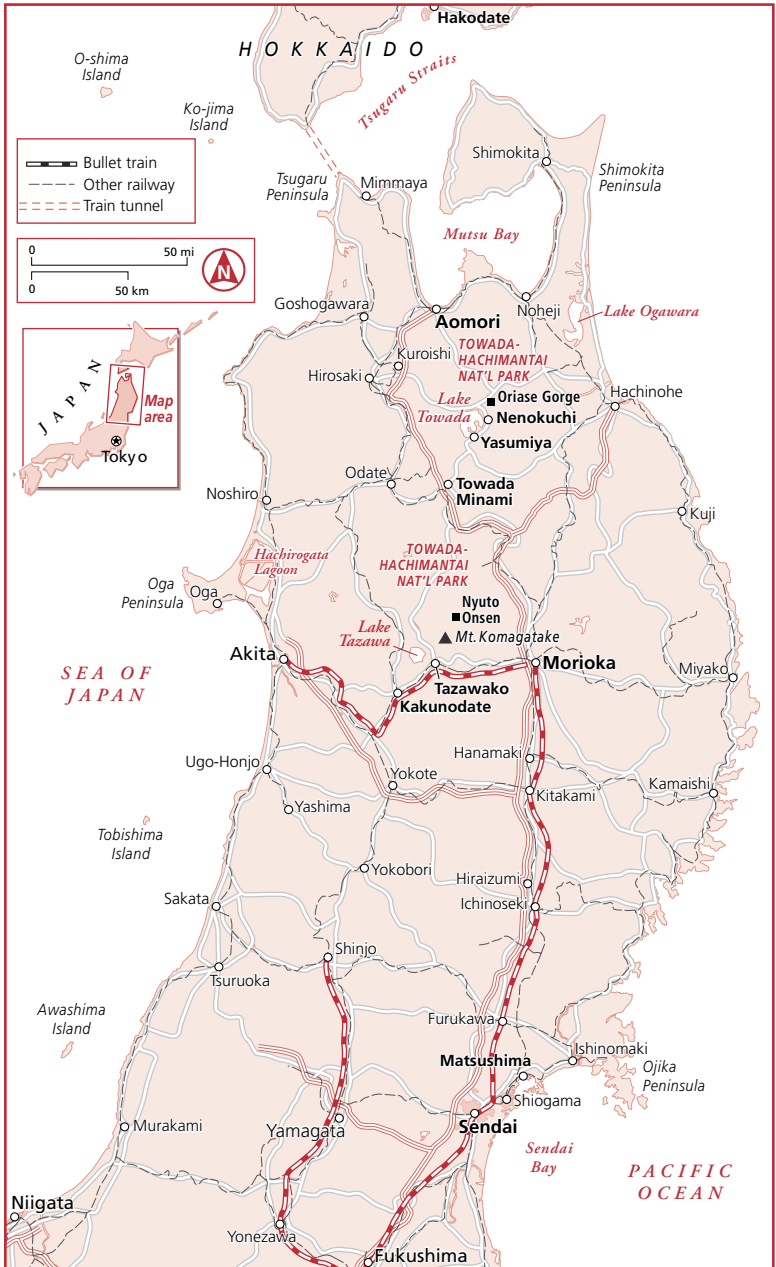 Hakodate
HOKKAIDO
O-shima
Island
Tsugaru Straits
Ko-jima
Island
Bullet train
Other railway
Train tunnel
Shimokita
Shimokita
Peninsula
Tsugaru
Peninsula
Mimmaya
Mutsu Bay
0
50 mi
0
50 km
N
Goshogawara
Aomori
Noheji
Lake Ogawara
TOWADA-
HACHIMANTAI
NAT'L PARK
Kuroishi
Hirosaki
JAPAN
Map
area
Tokyo
Lake
Towada
Oriase Gorge
Nenokuchi
Yasumiya
Hachinohe
Odate
Towada
Minami
Noshiro
Kuji
Hachirogata
Lagoon
TOWADA-
HACHIMANTAI
NAT'L PARK
Oga
Peninsula
Oga
Nyuto
Onsen
Mt.Komagatake
Lake
Tazawa
Akita
Morioka
SEA OF
JAPAN
Miyako
Tazawako
Kakunodate
Ugo-Honjo
Hanamaki
Yokote
Kitakami
Kamaishi
Yashima
Tobishima
Island
Yokobori
Hiraizumi
Ichinoseki
Sakata
Shinjo
Tsuruoka
Awashima
Island
Furukawa
Matsushima
Ishinomaki
Ojika
Peninsula
Shiogama
Murakami
Yamagata
Sendai
Sendai
Bay
PACIFIC
OCEAN
Niigata
Yonezawa
Fukushima